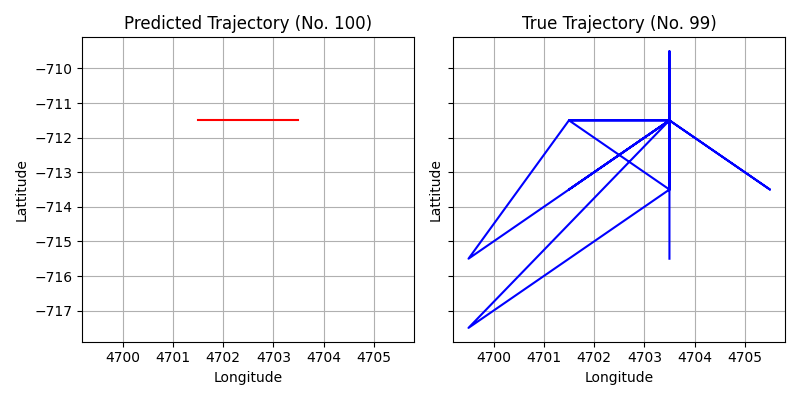 Predicted Trajectory (No. 100)
True Trajectory (No. 99)
Lattitude
−710
−711
−712
−713
−714
−715
−716
−717
4700 4701 4702 4703 4704 4705
Longitude
Lattitude
4700 4701 4702 4703 4704 4705
Longitude